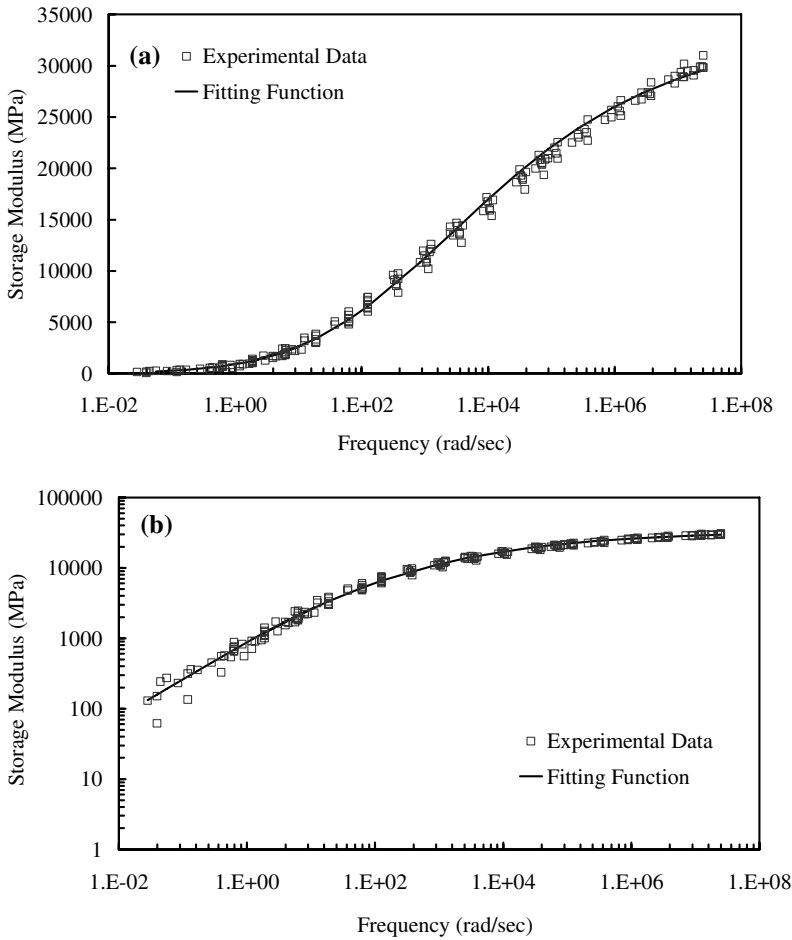 (a)
Experimental Data
Fitting Function
Storage Modulus (MPa)
35000
30000
25000
20000
15000
10000
5000
0
1.E-02 1.E+00 1.E+02 1.E+04 1.E+06 1.E+08
Frequency (rad/sec)
(b)
Storage Modulus (MPa)
100000
10000
1000
100
10
1
Experimental Data
Fitting Function
1.E-02 1.E+00 1.E+02 1.E+04 1.E+06 1.E+08
Frequency (rad/sec)